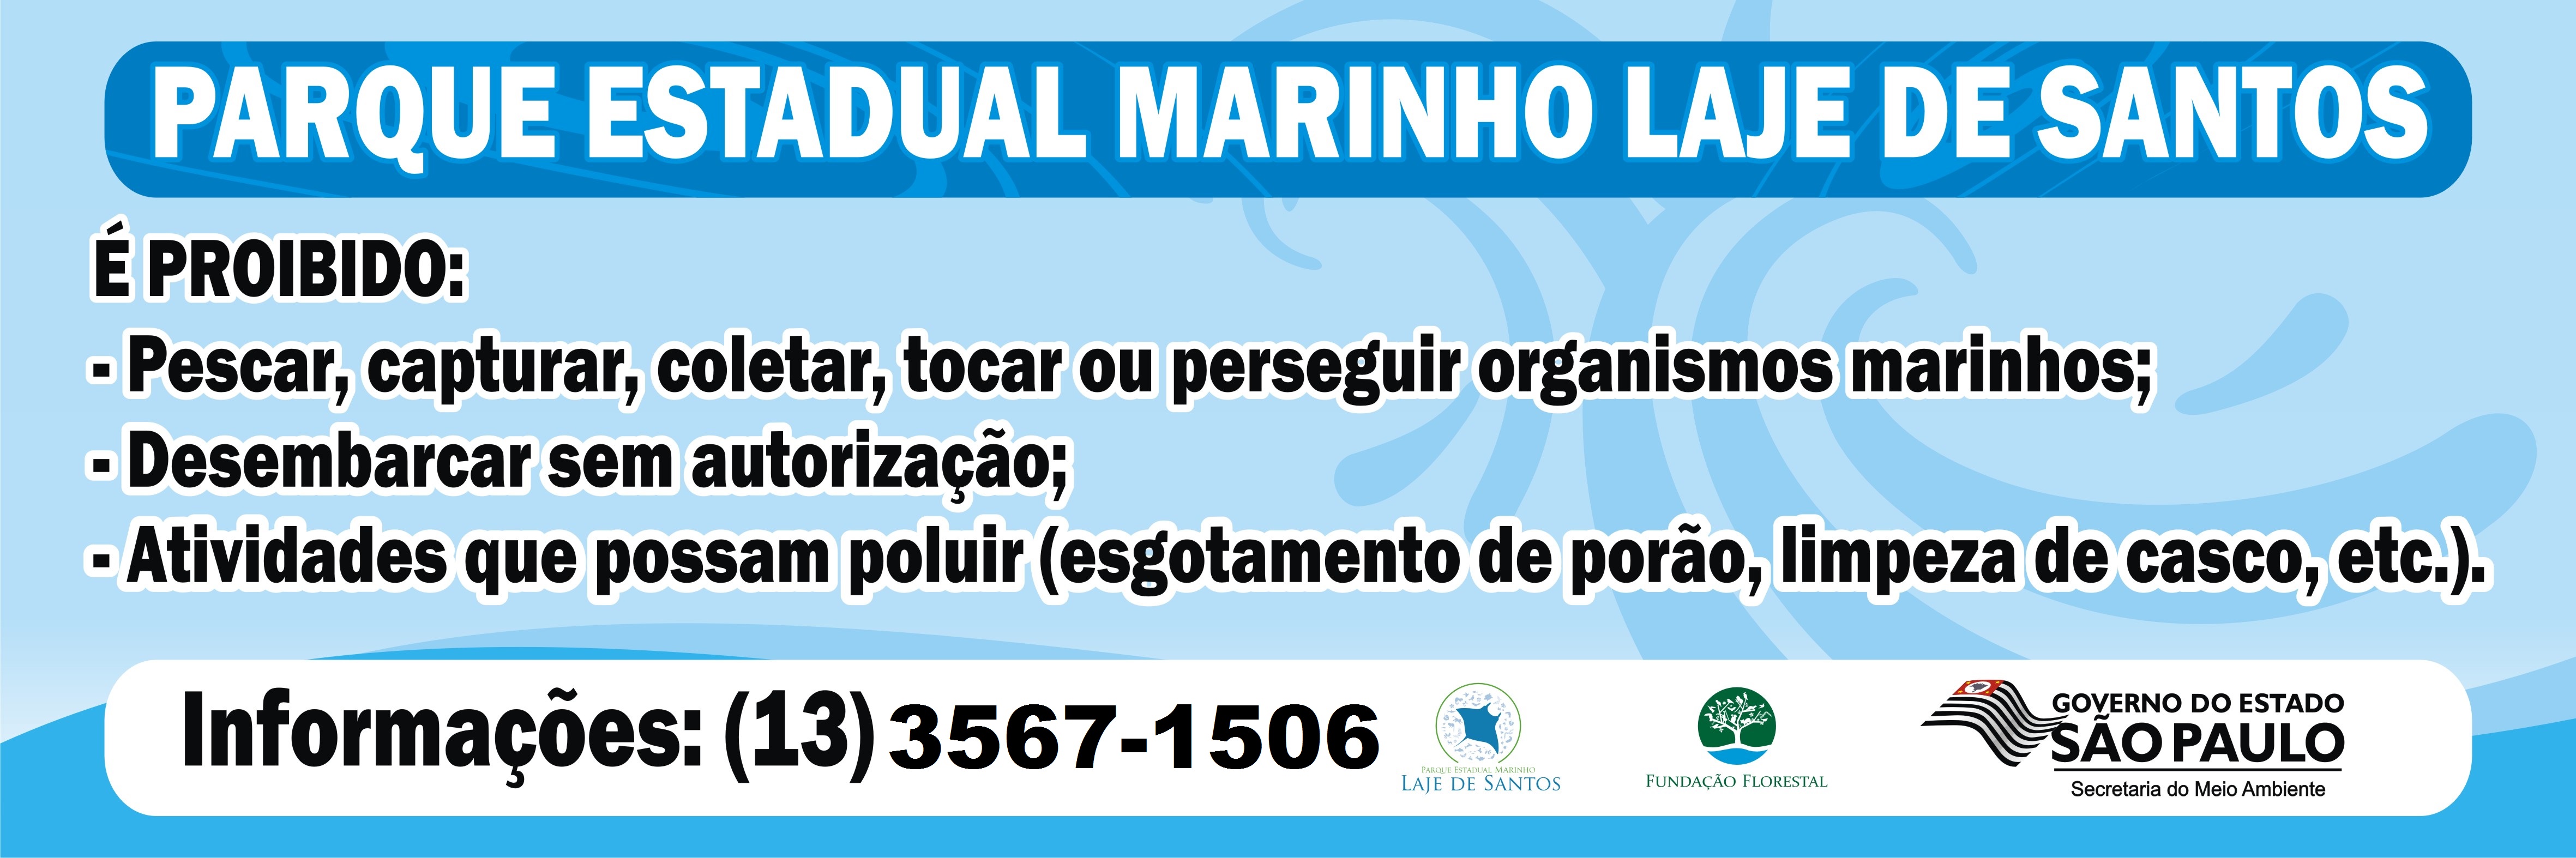 PARQUE ESTADUAL MARINHO LAJE DE SANTOS
É PROIBIDO:
- Pescar, capturar, coletar, tocar ou perseguir organismos marinhos;
- Desembarcar sem autorização;
- Atividades que possam poluir (esgotamento de porão, limpeza de casco, etc.).
Informações: (13) 3567-1506
PARQUE ESTADUAL MARINHO
LAJE DE SANTOS
FUNDAÇÃO FLORESTAL
GOVERNO DO ESTADO
SÃO PAULO
Secretaria do Meio Ambiente